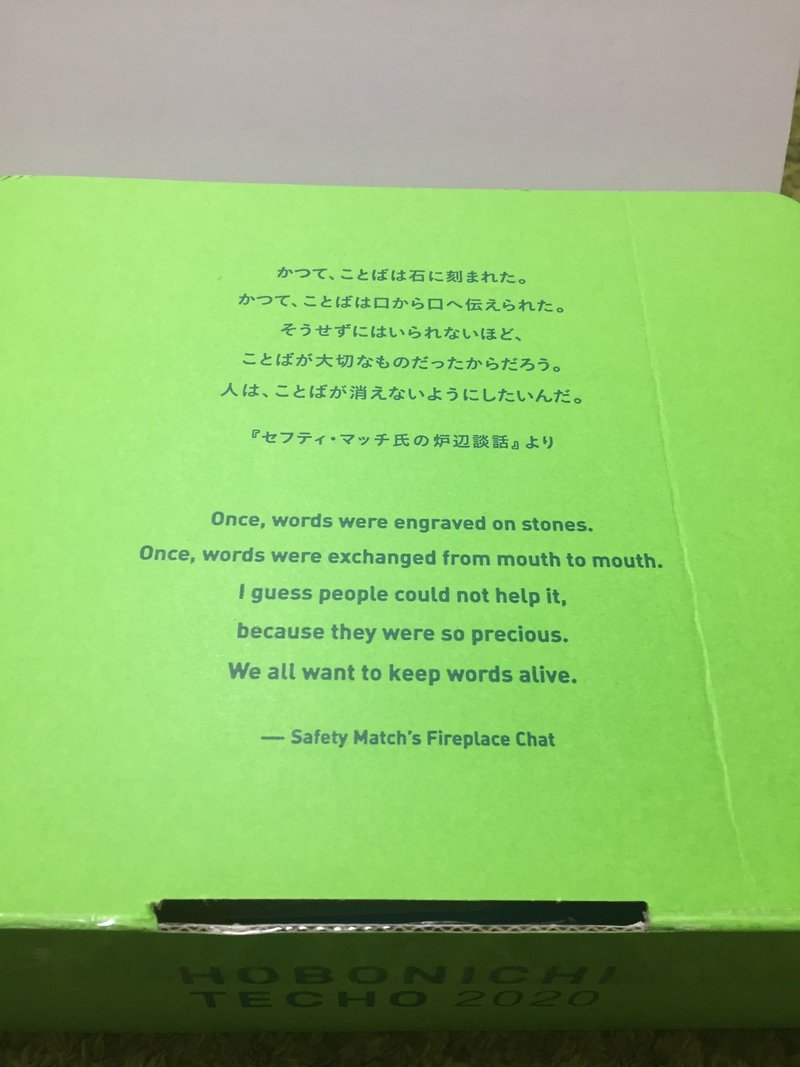 かつて、ことばは石に刻まれた。
かつて、ことばは口から口へ伝えられた。
そうせずにはいられないほど、
ことばが大切なものだったからだろう。
人は、ことばが消えないようにしたいんだ。
『セフティ・マッチ氏の炉辺談話』より
Once, words were engraved on stones.
Once, words were exchanged from mouth to mouth.
I guess people could not help it,
because they were so precious.
We all want to keep words alive.
— Safety Match's Fireplace Chat
HOBONICHI
TECHO 2020